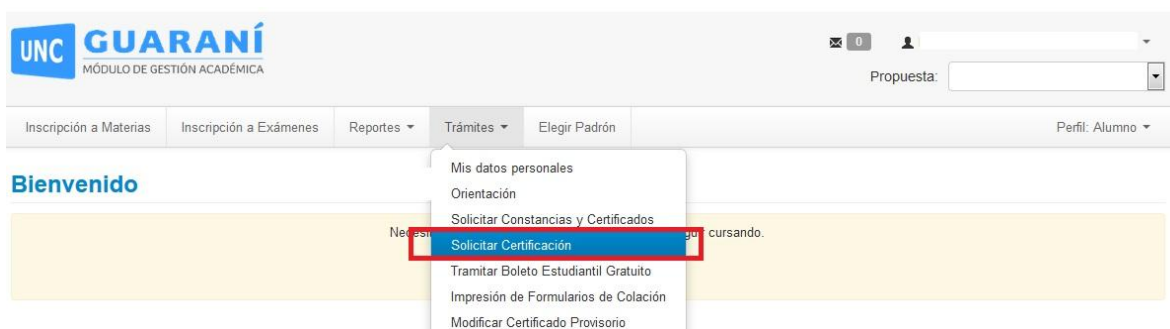 UNC GUARANÍ
MÓDULO DE GESTIÓN ACADÉMICA
0
Propuesta:
Inscripción a Materias Inscripción a Exámenes Reportes Trámites Elegir Padrón Perfil: Alumno
Bienvenido
Mis datos personales
Orientación
Solicitar Constancias y Certificados
cursando.
Solicitar Certificación
Tramitar Boleto Estudiantil Gratuito
Impresión de Formularios de Colación
Modificar Certificado Provisorio